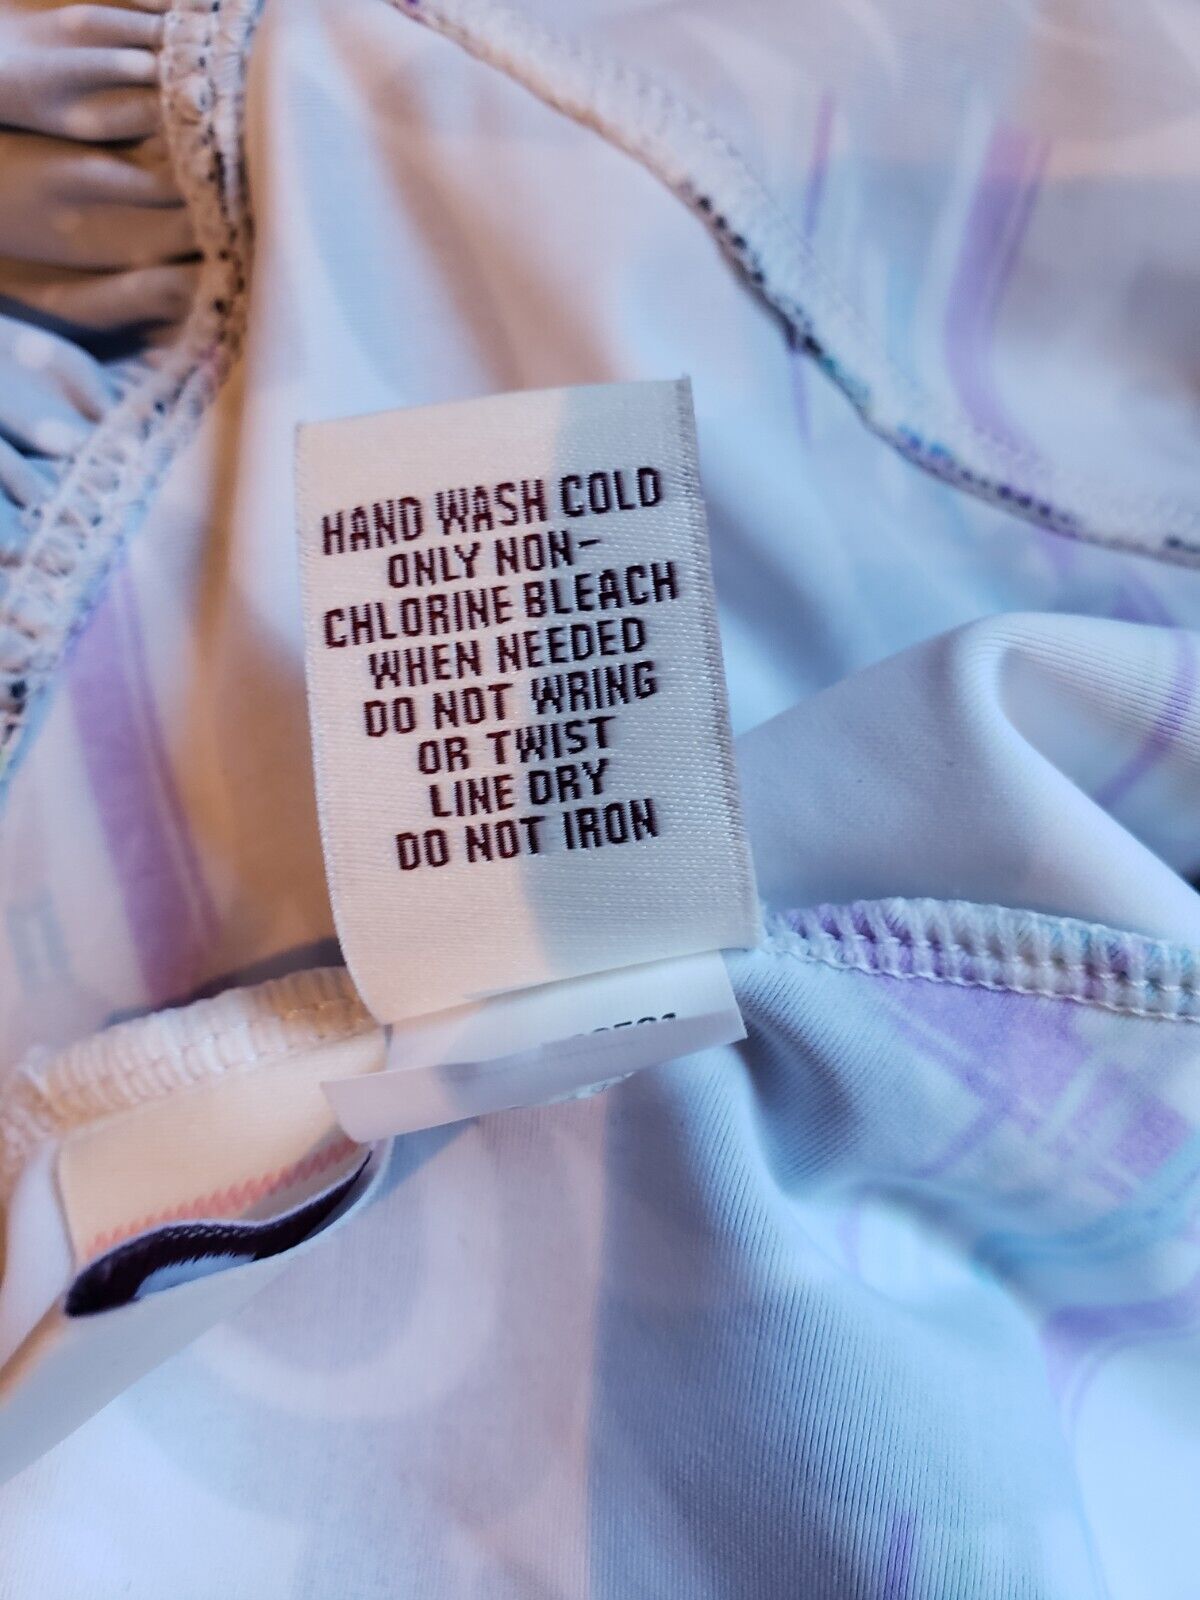 HAND WASH COLD
ONLY NON-
CHLORINE BLEACH
WHEN NEEDED
DO NOT WRING
OR TWIST
LINE DRY
DO NOT IRON